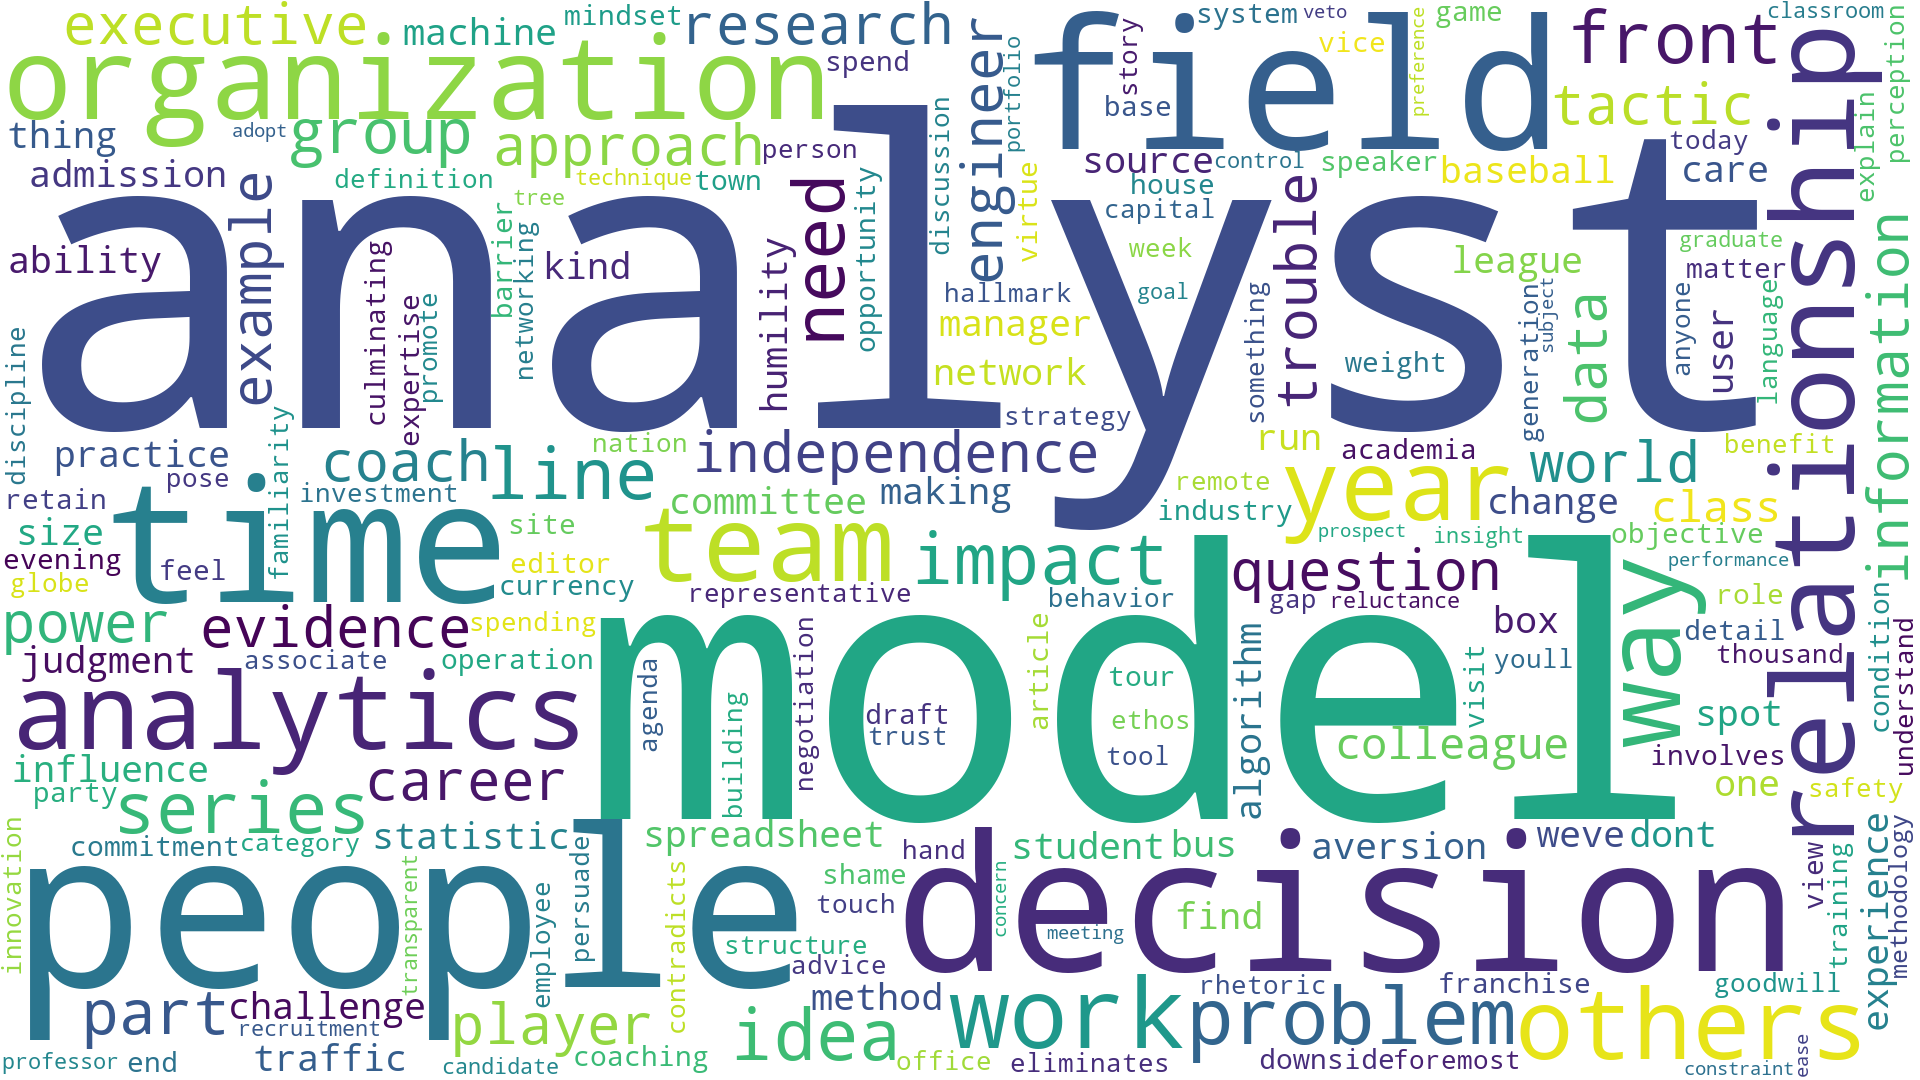 executive
machine
mindset
research
system
veto
game
classroom
organization
spend
engineer
portfolio
story
field
vice
preference
front
perception
thing
adopt
group
approach
person
discussion
base
tactic
relationship
explain
admission
definition
technique
town
tree
need
opportunity
virtue
source
control
speaker
baseball
today
care
house
capital
trouble
analyst
ability
example
culminating
expertise
promote
barrier
networking
kind
humility
hallmark
week
goal
manager
network
strategy
something
weight
league
generation
subject
data
graduate
matter
anyone
user
language
information
discipline
practice
pose
familiarity
coach
line
nation
independence
run
academia
world
benefit
retain
investment
committee
making
remote
year
change
class
size
time
site
team
industry
prospect
insight
objective
evening
feel
editor
impact
question
performance
globe
currency
representative
behavior
gap
reluctance
box
way
role
condition
understand
power
evidence
spending
model
detail
judgment
associate
operation
agenda
negotiation
article
tour
algorithm
visit
youll
thousand
analytics
building
draft
trust
ethos
tool
colleague
spot
involves
influence
career
one
safety
party
series
innovation
commitment
category
statistic
spreadsheet
hand
student
bus
aversion
weve
dont
view
training
experience
methodology
people
transparent
employee
persuade
contradicts
shame
touch
decision
concern
find
structure
meeting
advice
part
challenge
method
rhetoric
franchise
goodwill
recruitment
player
idea
work
problem
others
professor
end
traffic
candidate
coaching
office
eliminates
downside
foremost
constraint
ease